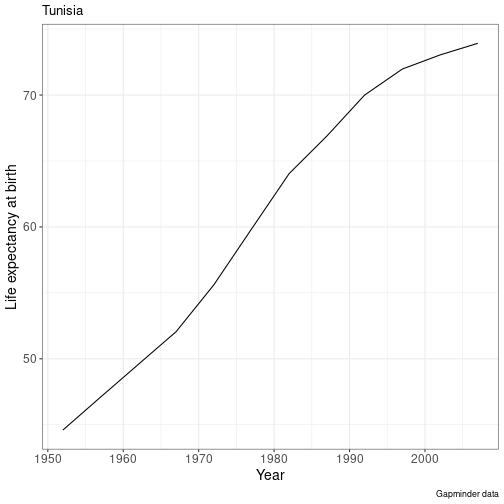 Tunisia
Life expectancy at birth
70
60
50
1950 1960 1970 1980 1990 2000
Year
Gapminder data